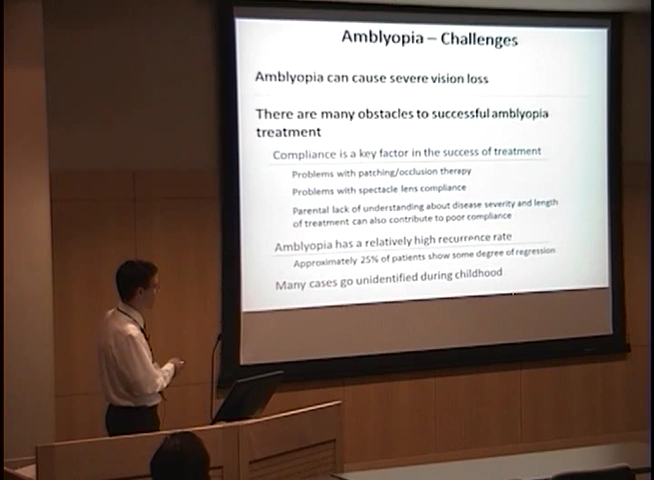 Amblyopia – Challenges
Amblyopia can cause severe vision loss
There are many obstacles to successful amblyopia
treatment
Compliance is a key factor in the success of treatment
Problems with patching/occlusion therapy
Problems with spectacle lens compliance
Parental lack of understanding about disease severity and length
of treatment can also contribute to poor compliance
Amblyopia has a relatively high recurrence rate
Approximately 25% of patients show some degree of regression
Many cases go unidentified during childhood